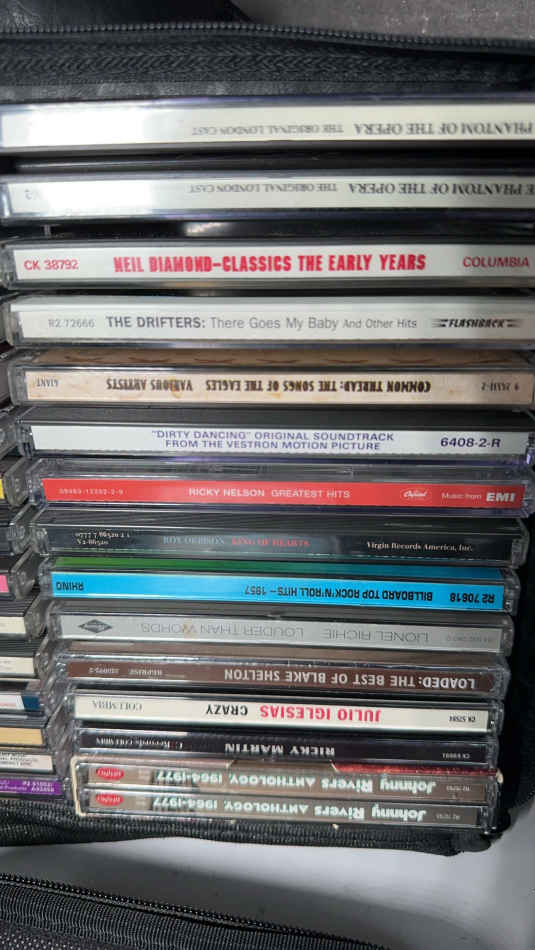 PHANTOM OF THE OPERA THE ORIGINAL LONDON CAST
E PHANTOM OF THE OPERA THE ORIGINAL LONDON CAST
CK 38792 NEIL DIAMOND-CLASSICS THE EARLY YEARS COLUMBIA
R2 72666 THE DRIFTERS: There Goes My Baby And Other Hits FLASHBACK
COMMON THREAD: THE SONGS OF THE EAGLES VARIOUS ARTISTS GIANT
"DIRTY DANCING" ORIGINAL SOUNDTRACK
FROM THE VESTRON MOTION PICTURE
6408-2-R
RICKY NELSON GREATEST HITS Capitol Music from EMI
ROY ORBISON KING OF HEARTS Virgin Records America, Inc.
R2 70618 BILLBOARD TOP ROCK'N'ROLL HITS - 1957 RHINO
LIONEL RICHIE LOUDER THAN WORDS
LOADED: THE BEST OF BLAKE SHELTON REPRISE
CK 57584 JULIO IGLESIAS CRAZY COLUMBIA
RICKY MARTIN
Johnny Rivers ANTHOLOGY, 1964-1977
Johnny Rivers ANTHOLOGY, 1964-1977